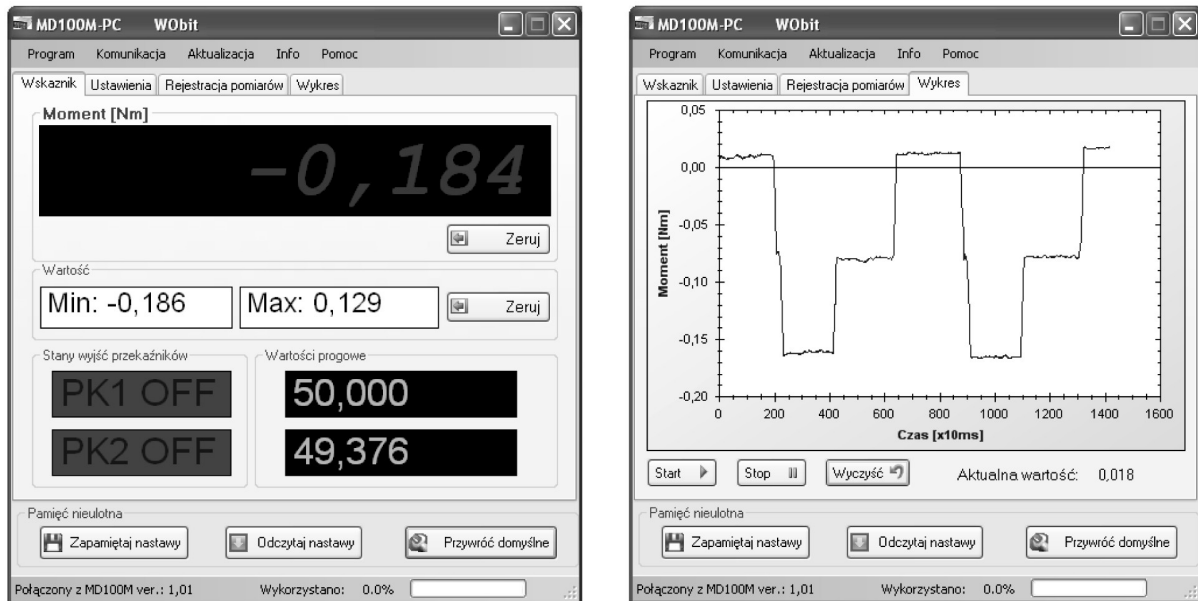 MD100M-PC WObit
Program Komunikacja Aktualizacja Info Pomoc
Wskaznik Ustawienia Rejestracja pomiarów Wykres
Moment [Nm]
-0,184
Zeruj
Wartość
Min: -0,186 Max: 0,129 Zeruj
Stany wyjść przekaźników Wartości progowe
PK1 OFF 50,000
PK2 OFF 49,376
Pamięć nieulotna
Zapamiętaj nastawy Odczytaj nastawy Przywróć domyślne
Połączony z MD100M ver.: 1,01 Wykorzystano: 0.0%
MD100M-PC WObit
Program Komunikacja Aktualizacja Info Pomoc
Wskaznik Ustawienia Rejestracja pomiarów Wykres
0,05
0,00
-0,05
-0,10
-0,15
-0,20
Moment [Nm]
0 200 400 600 800 1000 1200 1400 1600
Czas [x10ms]
Start Stop Wyczyść Aktualna wartość: 0,018
Pamięć nieulotna
Zapamiętaj nastawy Odczytaj nastawy Przywróć domyślne
Połączony z MD100M ver.: 1,01 Wykorzystano: 0.0%